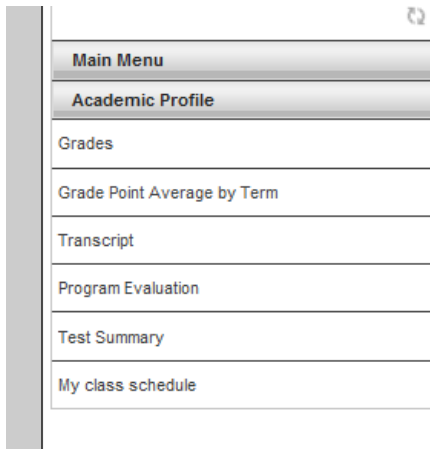 Main Menu
Academic Profile
Grades
Grade Point Average by Term
Transcript
Program Evaluation
Test Summary
My class schedule